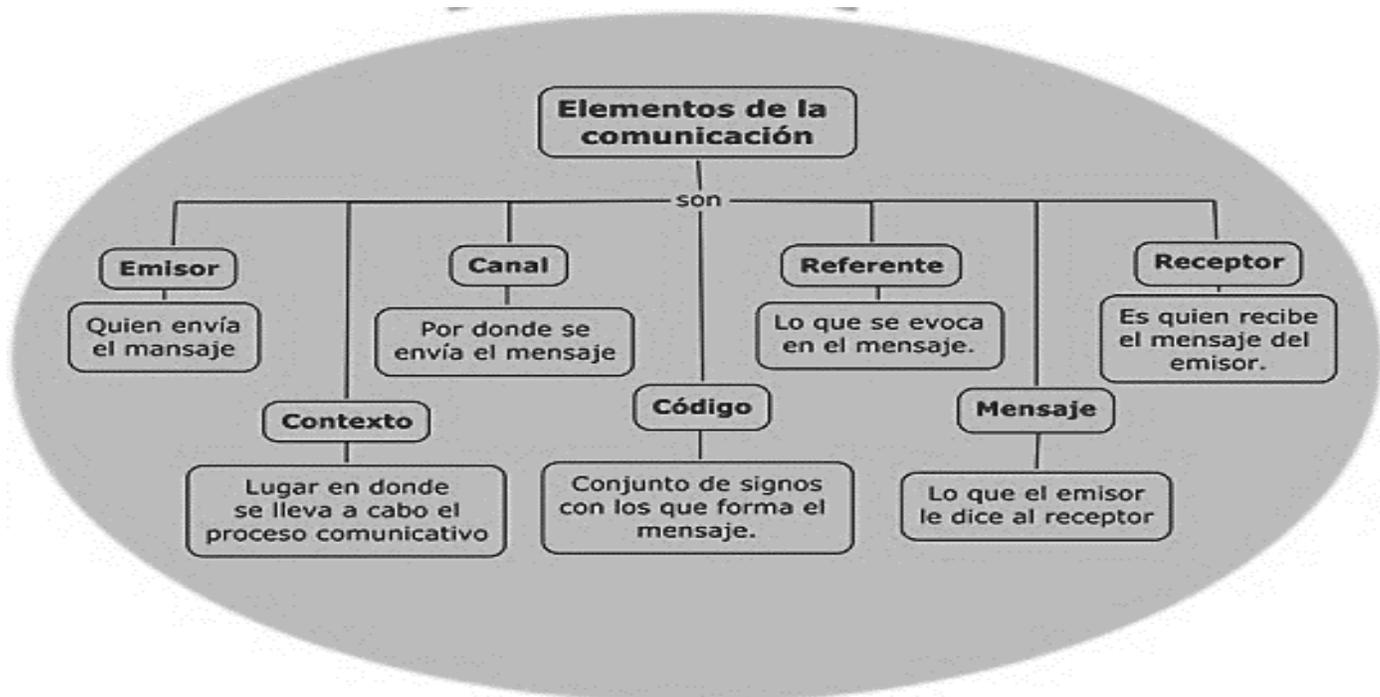 Elementos de la
comunicación
son
Emisor
Quien envía
el mansaje
Contexto
Lugar en donde
se lleva a cabo el
proceso comunicativo
Canal
Por donde se
envía el mensaje
Código
Conjunto de signos
con los que forma el
mensaje.
Referente
Lo que se evoca
en el mensaje.
Mensaje
Lo que el emisor
le dice al receptor
Receptor
Es quien recibe
el mensaje del
emisor.